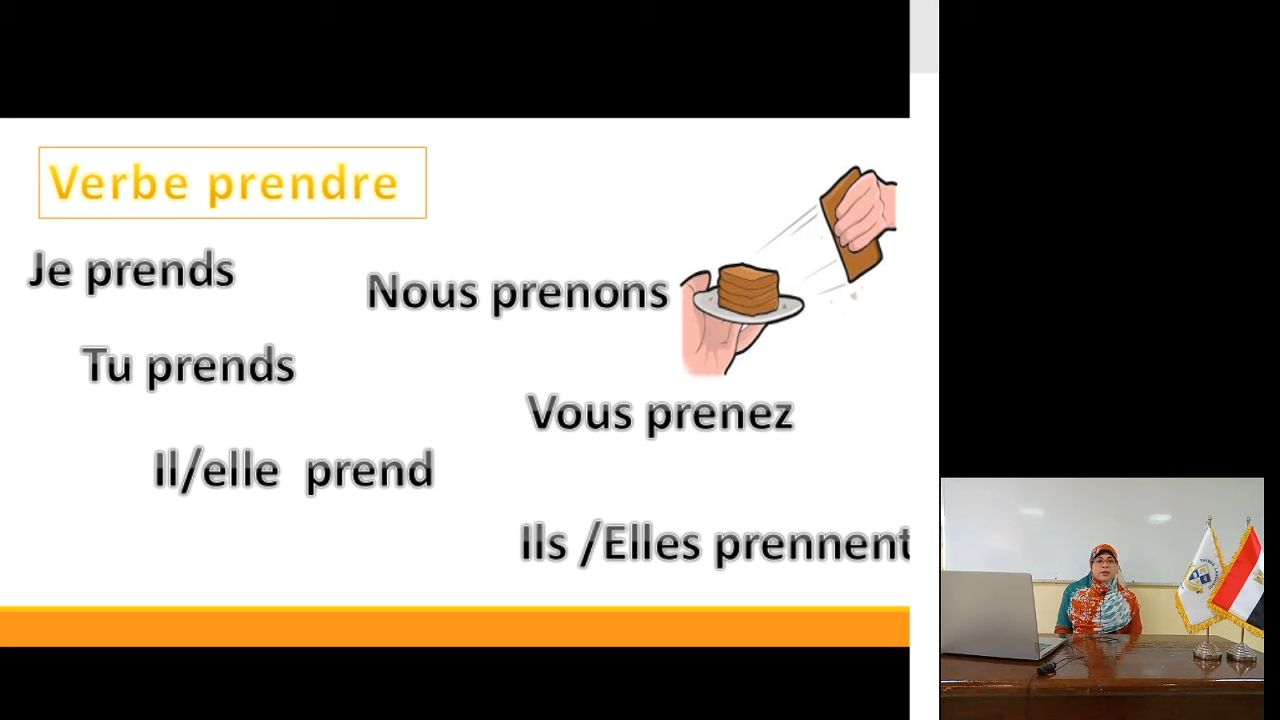 Verbe prendre
Je prends
Nous prenons
Tu prends
Vous prenez
Il/elle prend
Ils /Elles prennent